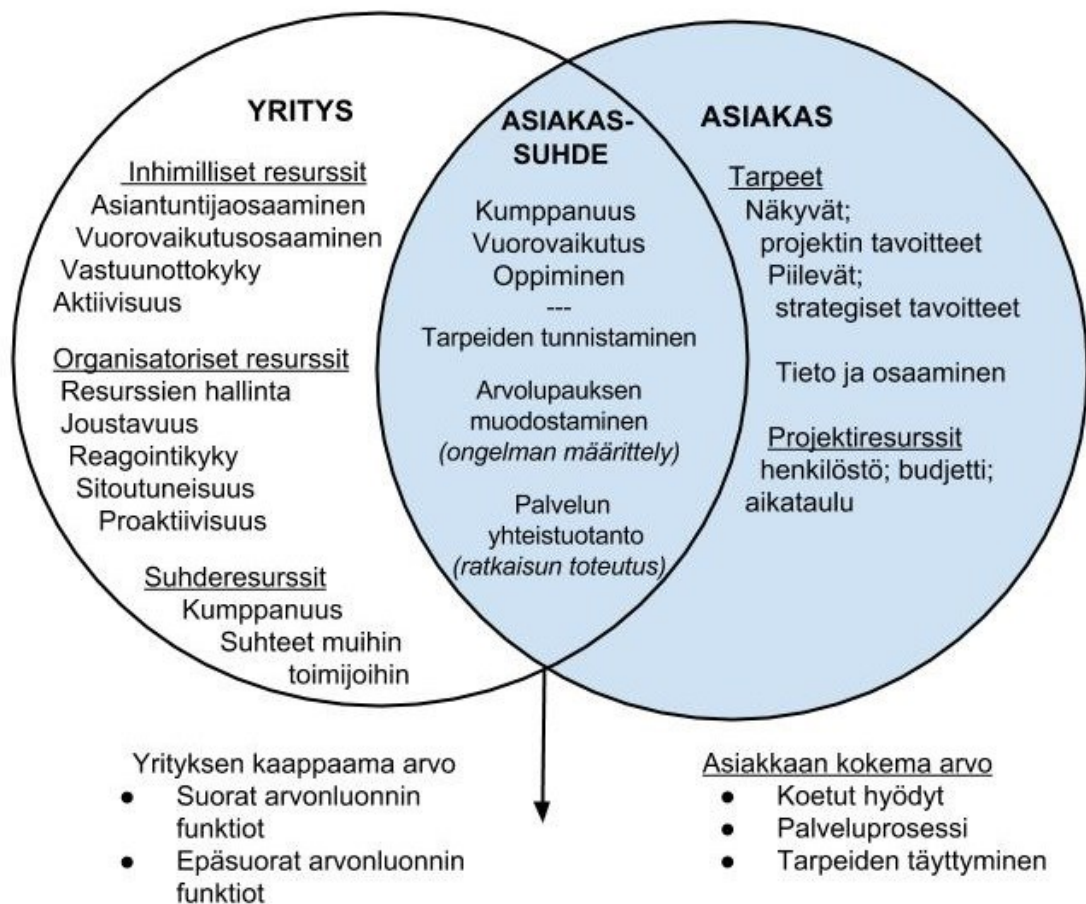 YRITYS
Inhimilliset resurssit
Asiantuntijaosaaminen
Vuorovaikutusosaaminen
Vastuunottokyky
Aktiivisuus
Organisatoriset resurssit
Resurssien hallinta
Joustavuus
Reagointikyky
Sitoutuneisuus
Proaktiivisuus
Suhderesurssit
Kumppanuus
Suhteet muihin
toimijoihin
ASIAKAS-
SUHDE
Kumppanuus
Vuorovaikutus
Oppiminen
---
Tarpeiden tunnistaminen
Arvolupauksen
muodostaminen
(ongelman määrittely)
Palvelun
yhteistuotanto
(ratkaisun toteutus)
ASIAKAS
Tarpeet
Näkyvät;
projektin tavoitteet
Piilevät;
strategiset tavoitteet
Tieto ja osaaminen
Projektiresurssit
henkilöstö; budjetti;
aikataulu
Yrityksen kaappaama arvo
● Suorat arvonluonnin
funktiot
● Epäsuorat arvonluonnin
funktiot
Asiakkaan kokema arvo
● Koetut hyödyt
● Palveluprosessi
● Tarpeiden täyttyminen